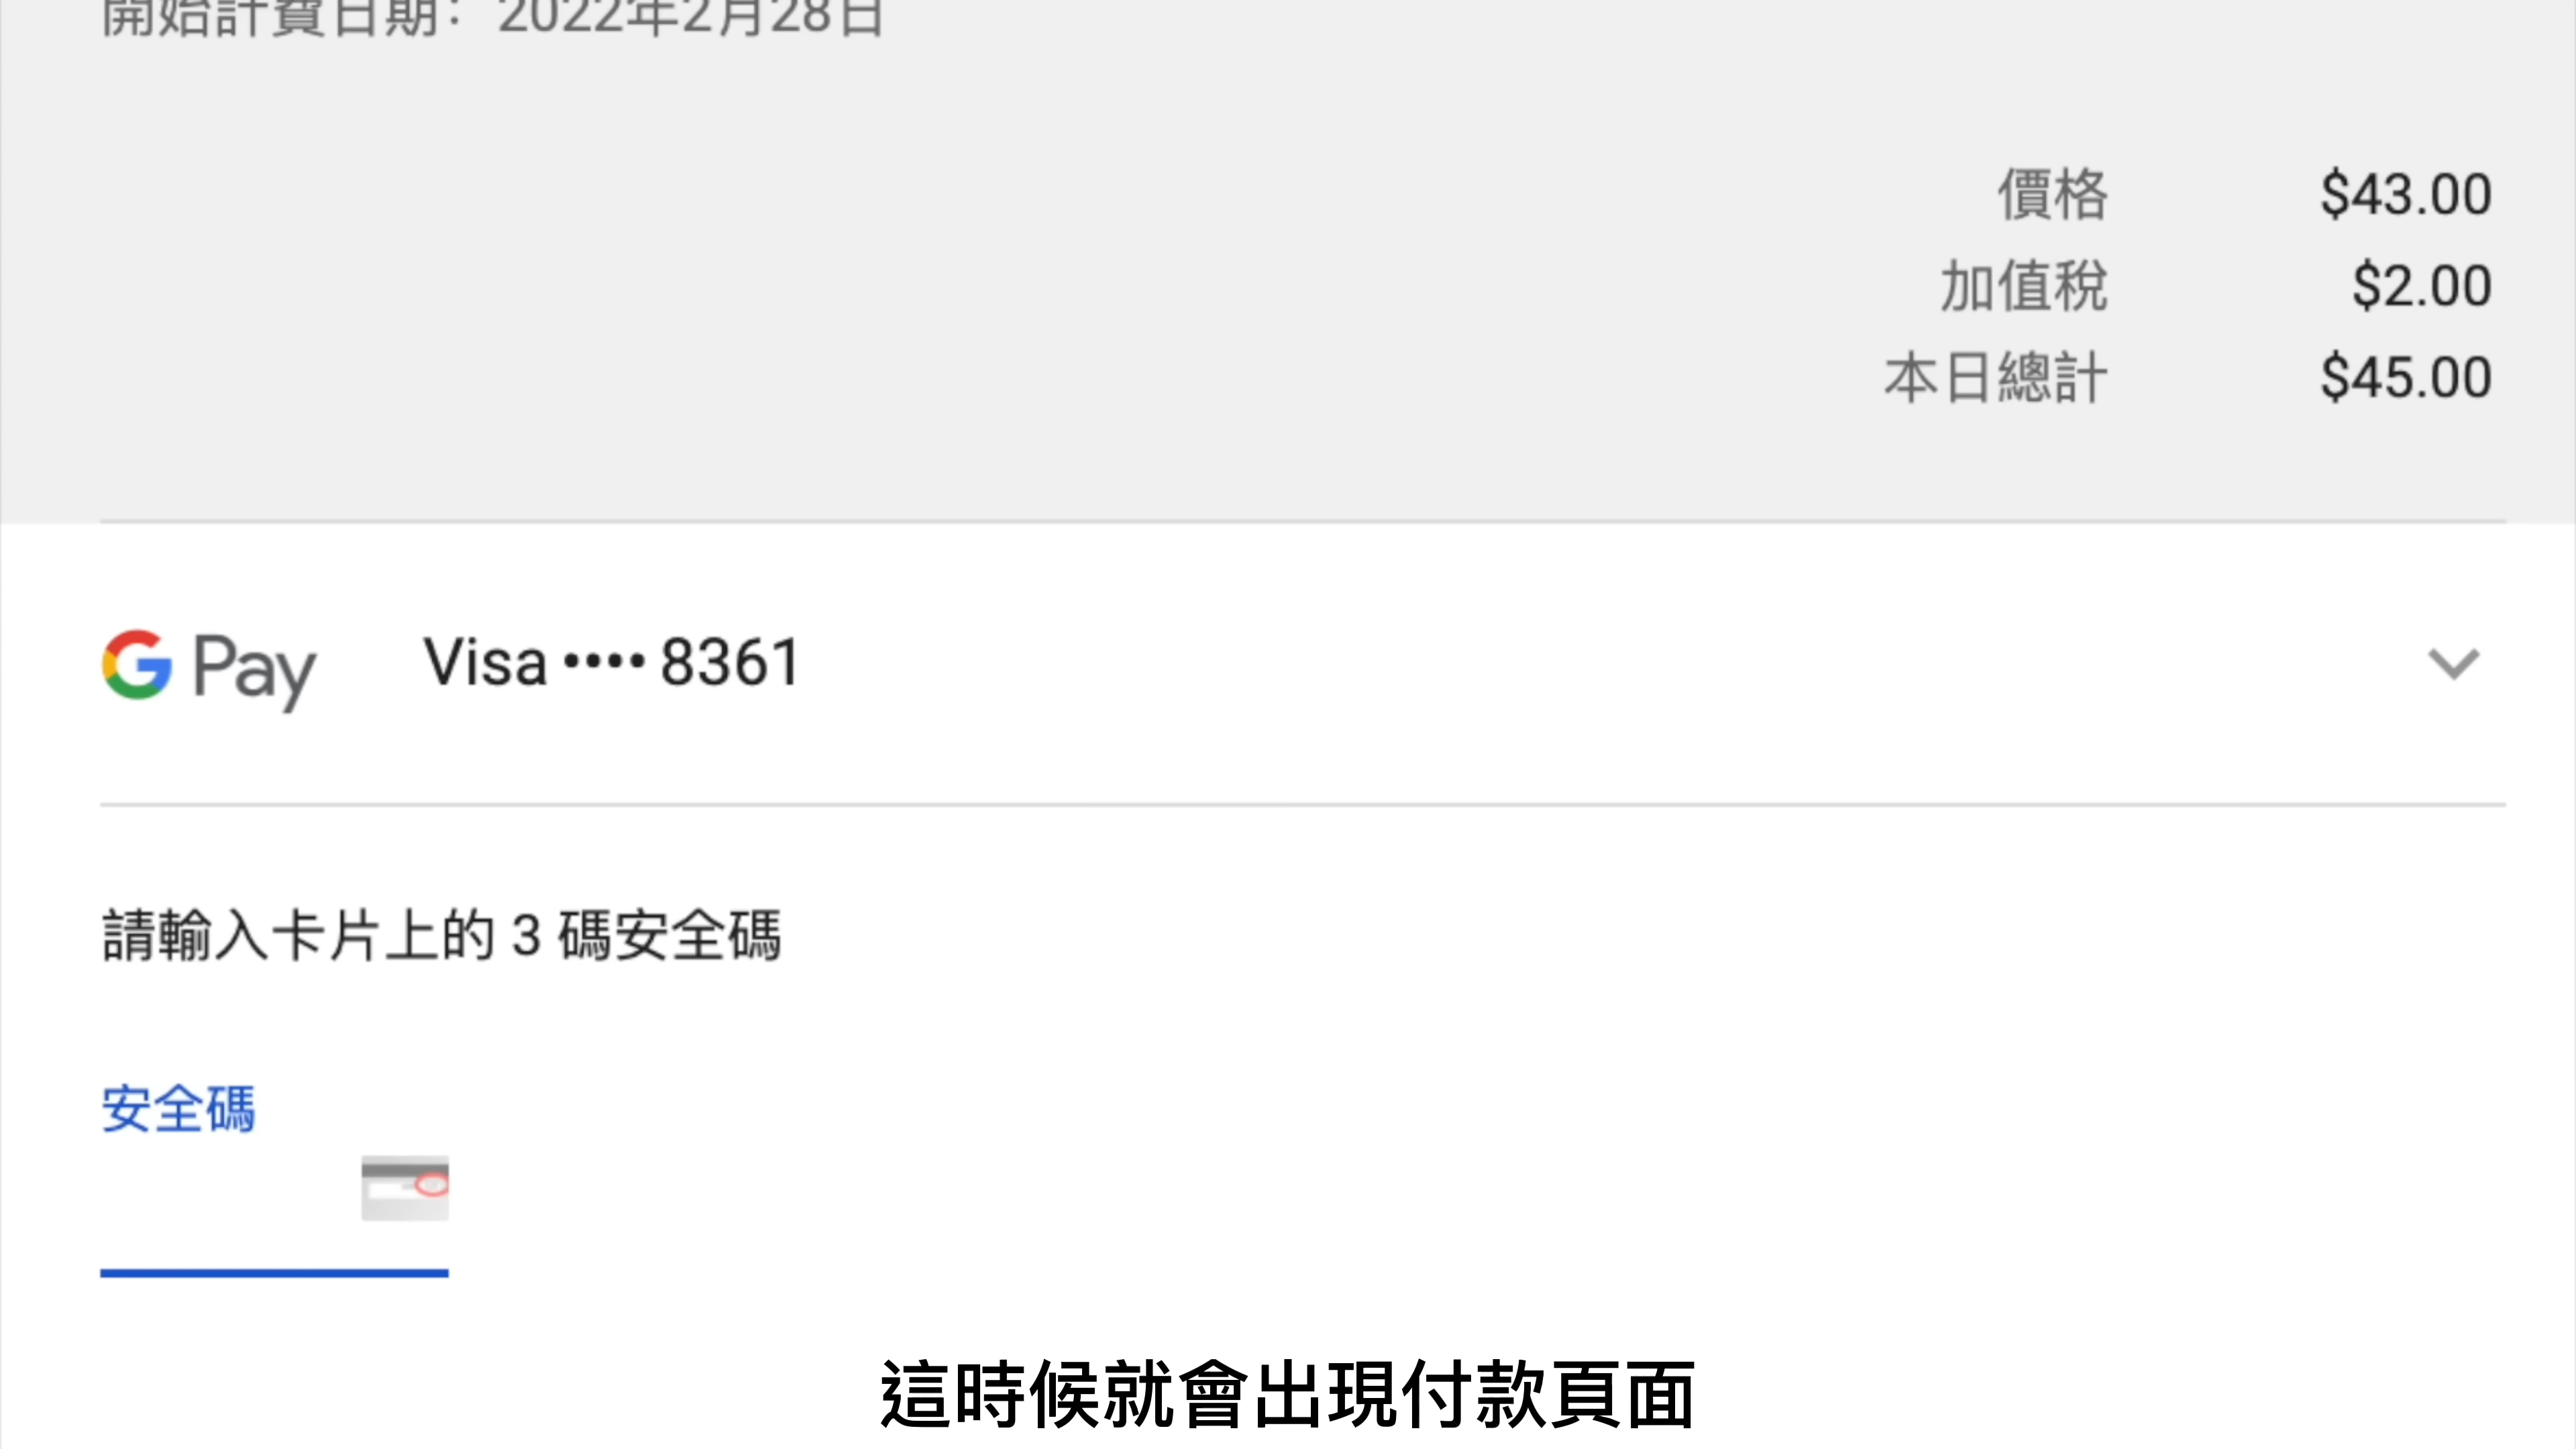 開始計費日期：2022年2月28日
價格 $43.00
加值稅 $2.00
本日總計 $45.00
G Pay Visa •••• 8361
請輸入卡片上的 3 碼安全碼
安全碼
這時候就會出現付款頁面